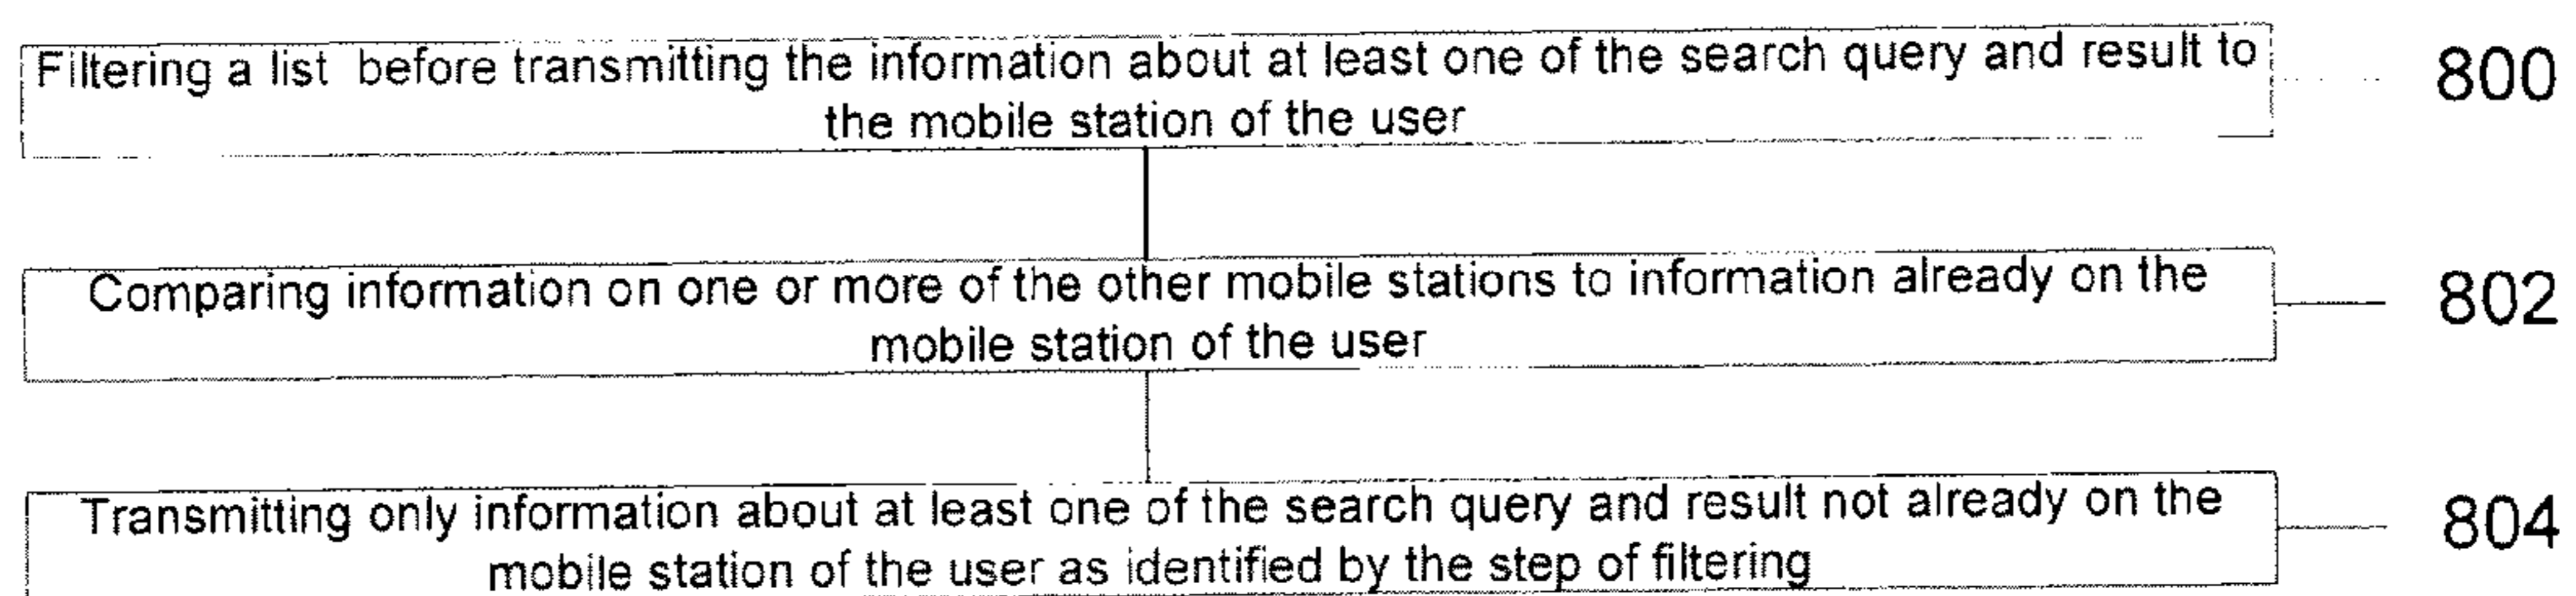 Filtering a list before transmitting the information about at least one of the search query and result to
the mobile station of the user
800
Comparing information on one or more of the other mobile stations to information already on the
mobile station of the user
802
Transmitting only information about at least one of the search query and result not already on the
mobile station of the user as identified by the step of filtering
804